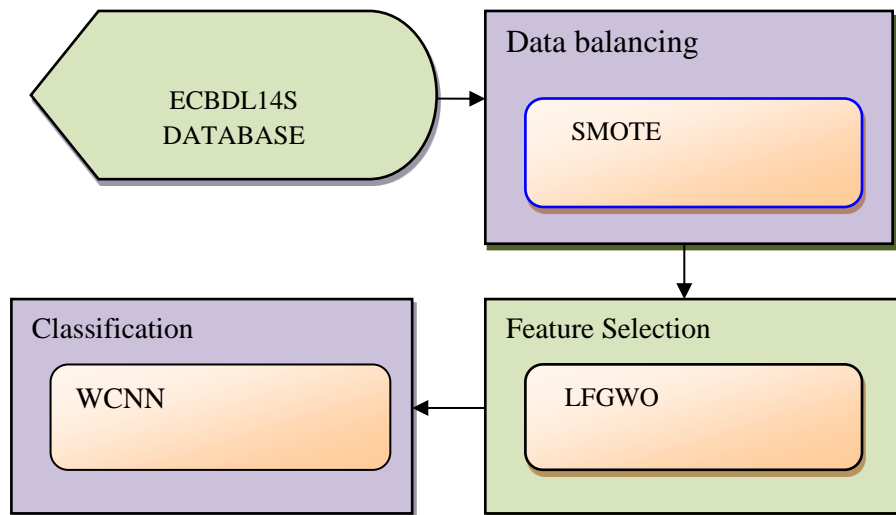 ECBDL14S
DATABASE
Data balancing
SMOTE
Feature Selection
LFGWO
Classification
WCNN